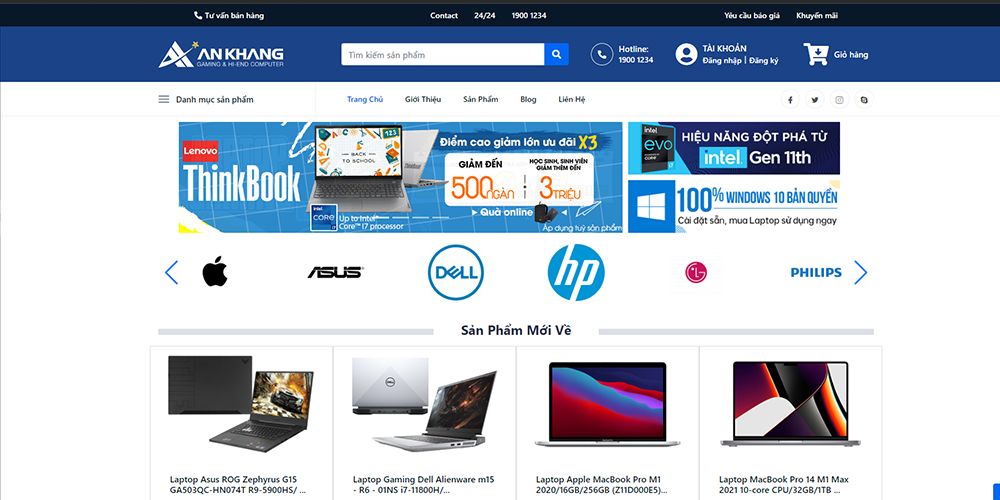 Tư vấn bán hàng
Contact 24/24 1900 1234
Yêu cầu báo giá Khuyến mãi
AN KHANG
GAMING & HI-END COMPUTER
Tìm kiếm sản phẩm
Hotline:
1900 1234
TÀI KHOẢN
Đăng nhập | Đăng ký
Giỏ hàng
Danh mục sản phẩm
Trang Chủ Giới Thiệu Sản Phẩm Blog Liên Hệ
Lenovo
ThinkBook
BACK
TO SCHOOL
intel
CORE
i7
Up to Intel®
Core™ i7 processor
Điểm cao giảm lớn ưu đãi X3
GIẢM ĐẾN
500NGÀN
HỌC SINH, SINH VIÊN
GIẢM THÊM ĐẾN
3TRIỆU
Quà online
Áp dụng tuỳ sản phẩm
intel
evo
CORE
HIỆU NĂNG ĐỘT PHÁ TỪ
intel. Gen 11th
100% WINDOWS 10 BẢN QUYỀN
Cài đặt sẵn, mua Laptop sử dụng ngay
ASUS
DELL
hp
LG
PHILIPS
Sản Phẩm Mới Về
Laptop Asus ROG Zephyrus G15
GA503QC-HN074T R9-5900HS/ ...
Laptop Gaming Dell Alienware m15
- R6 - 01NS i7-11800H/...
Laptop Apple MacBook Pro M1
2020/16GB/256GB (Z11D000E5)...
Laptop MacBook Pro 14 M1 Max
2021 10-core CPU/32GB/1TB
...